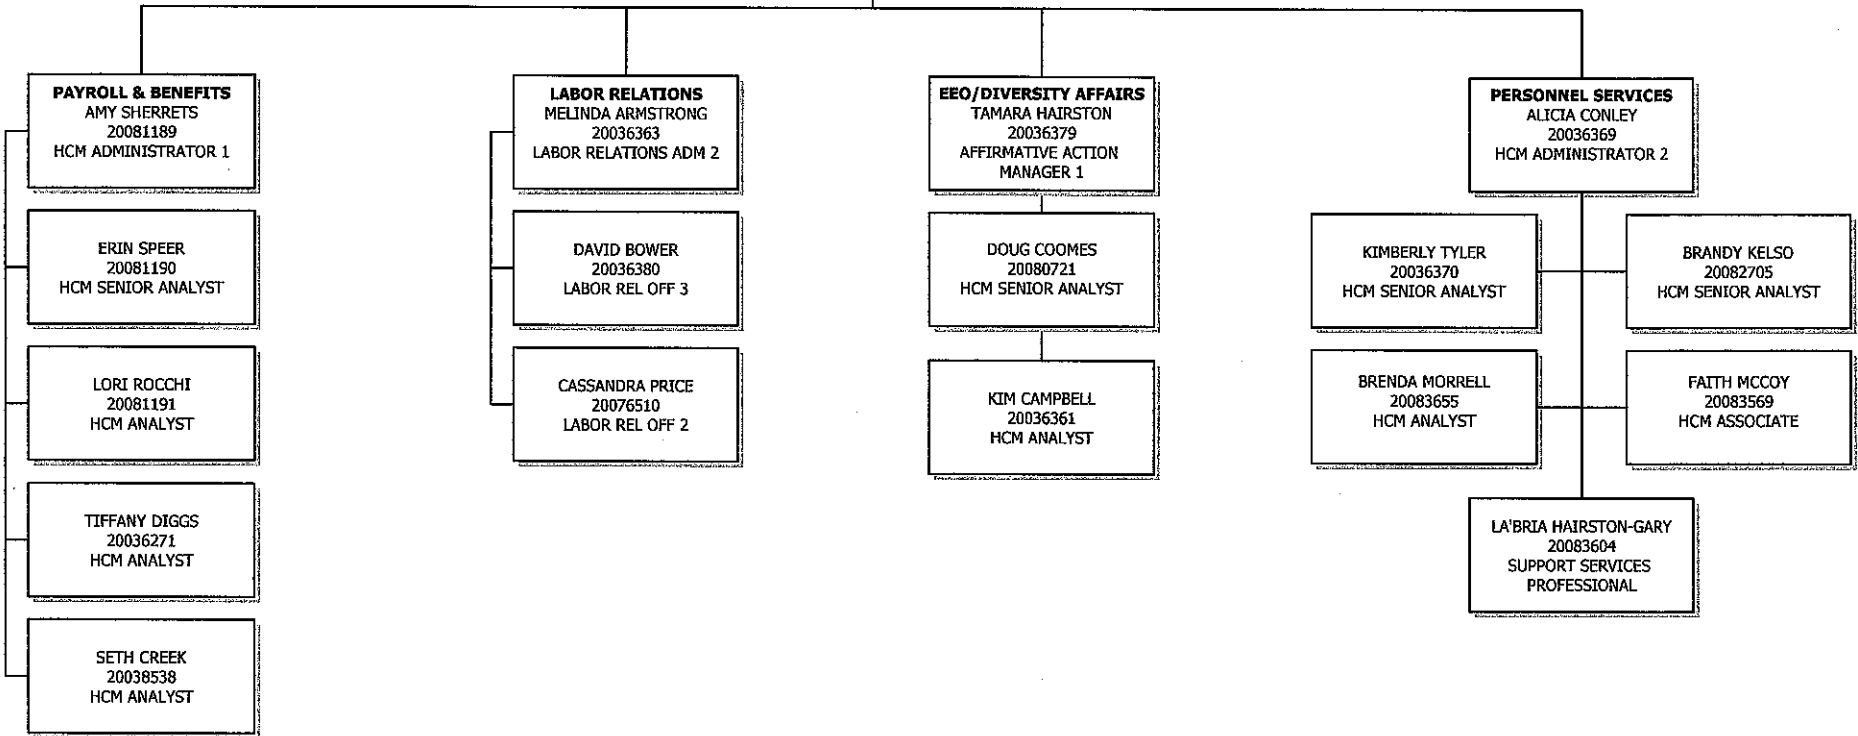 PAYROLL & BENEFITS
AMY SHERRETS
20081189
HCM ADMINISTRATOR 1
ERIN SPEER
20081190
HCM SENIOR ANALYST
LORI ROCCHI
20081191
HCM ANALYST
TIFFANY DIGGS
20036271
HCM ANALYST
SETH CREEK
20038538
HCM ANALYST
LABOR RELATIONS
MELINDA ARMSTRONG
20036363
LABOR RELATIONS ADM 2
DAVID BOWER
20036380
LABOR REL OFF 3
CASSANDRA PRICE
20076510
LABOR REL OFF 2
EEO/DIVERSITY AFFAIRS
TAMARA HAIRSTON
20036379
AFFIRMATIVE ACTION
MANAGER 1
DOUG COOMES
20080721
HCM SENIOR ANALYST
KIM CAMPBELL
20036361
HCM ANALYST
PERSONNEL SERVICES
ALICIA CONLEY
20036369
HCM ADMINISTRATOR 2
KIMBERLY TYLER
20036370
HCM SENIOR ANALYST
BRANDY KELSO
20082705
HCM SENIOR ANALYST
BRENDA MORRELL
20083655
HCM ANALYST
FAITH MCCOY
20083569
HCM ASSOCIATE
LA'BRIA HAIRSTON-GARY
20083604
SUPPORT SERVICES
PROFESSIONAL